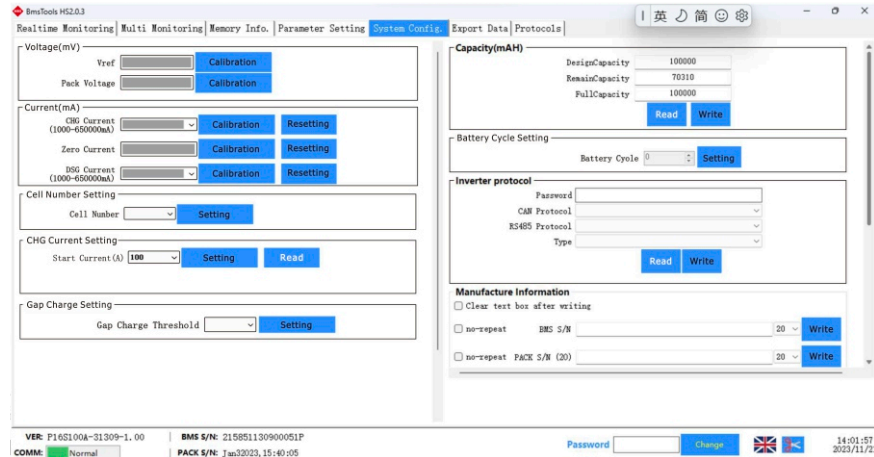 BmsTools HS2.0.3
英 简
Realtime Monitoring Multi Monitoring Memory Info. Parameter Setting System Config. Export Data Protocols
Voltage(mV)
Vref Calibration
Pack Voltage Calibration
Current(mA)
CHG Current
(1000-650000mA) Calibration Resetting
Zero Current Calibration Resetting
DSG Current
(1000-650000mA) Calibration Resetting
Cell Number Setting
Cell Number Setting
CHG Current Setting
Start Current(A) 100 Setting Read
Gap Charge Setting
Gap Charge Threshold Setting
Capacity(mAH)
DesignCapacity 100000
RemainCapacity 70310
FullCapacity 100000
Read Write
Battery Cycle Setting
Battery Cycle 0 Setting
Inverter protocol
Password
CAN Protocol
RS485 Protocol
Type
Read Write
Manufacture Information
Clear text box after writing
no-repeat BMS S/N 20 Write
no-repeat PACK S/N (20) 20 Write
VER: P16S100A-31309-1.00 BMS S/N: 215851130900051P
COMM: Normal PACK S/N: Jan32023,15:40:05
Password Change
14:01:57
2023/11/2